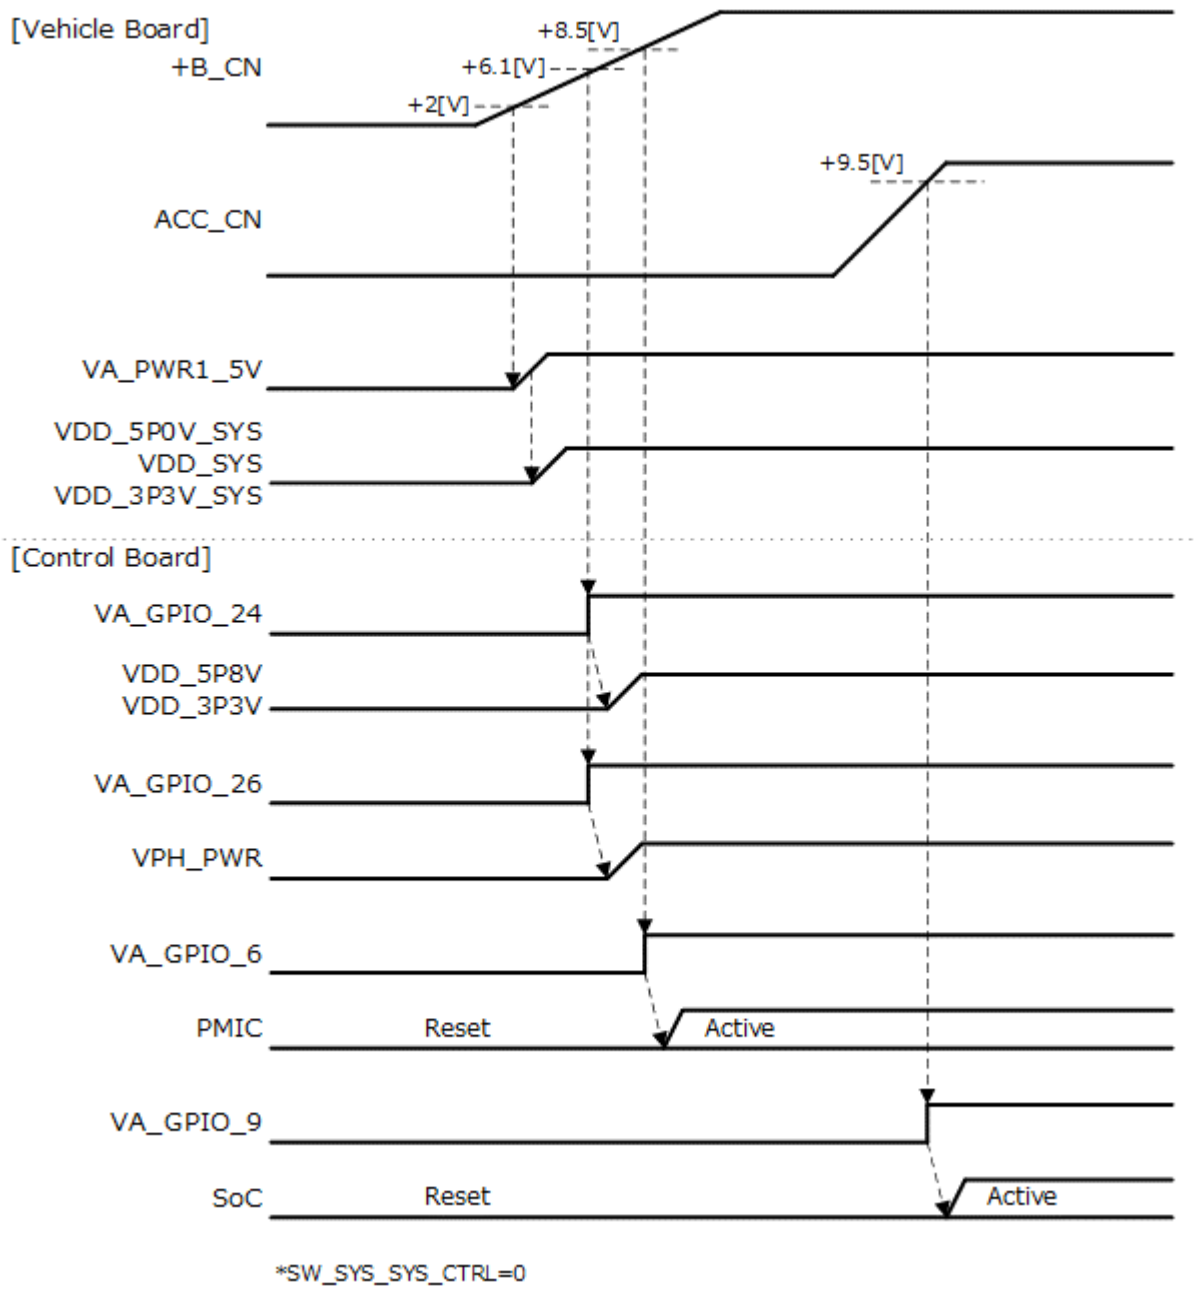 [Vehicle Board]
+8.5[V]
+B_CN
+6.1[V]
+2[V]
+9.5[V]
ACC_CN
VA_PWR1_5V
VDD_5P0V_SYS
VDD_SYS
VDD_3P3V_SYS
[Control Board]
VA_GPIO_24
VDD_5P8V
VDD_3P3V
VA_GPIO_26
VPH_PWR
VA_GPIO_6
PMIC Reset Active
VA_GPIO_9
SoC Reset Active
*SW_SYS_SYS_CTRL=0